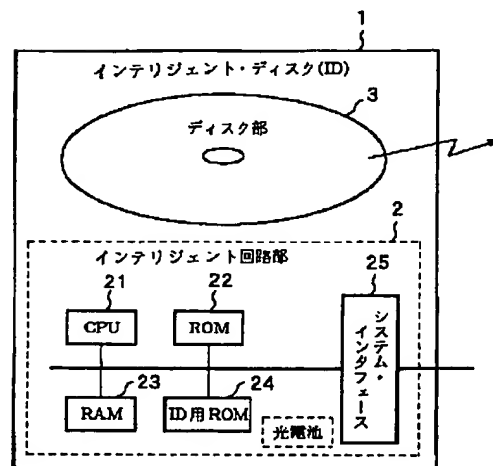 1
インテリジェント・ディスク(ID)
3
ディスク部
2
インテリジェント回路部
21
22
25
CPU
ROM
システム・
インタフェース
23
24
RAM
ID用ROM
光電池